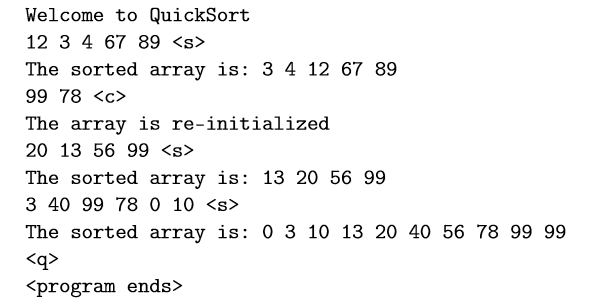 Welcome to QuickSort
12 3 4 67 89 <s>
The sorted array is: 3 4 12 67 89
99 78 <c>
The array is re-initialized
20 13 56 99 <s>
The sorted array is: 13 20 56 99
3 40 99 78 0 10 <s>
The sorted array is: 0 3 10 13 20 40 56 78 99 99
<q>
<program ends>